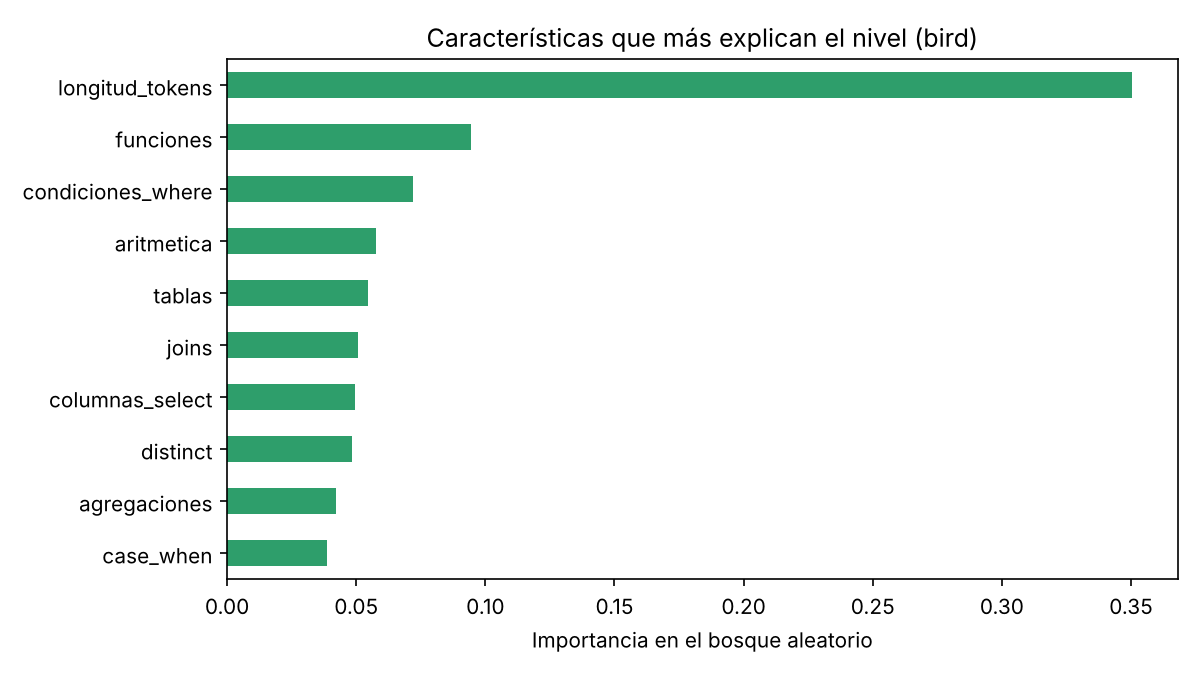 Características que más explican el nivel (bird)
longitud_tokens
funciones
condiciones_where
aritmetica
tablas
joins
columnas_select
distinct
agregaciones
case_when
0.00 0.05 0.10 0.15 0.20 0.25 0.30 0.35
Importancia en el bosque aleatorio